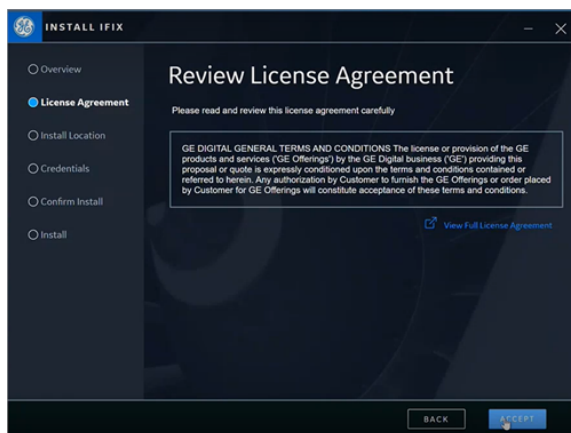 INSTALL IFIX
Overview
License Agreement
Install Location
Credentials
Confirm Install
Install
Review License Agreement
Please read and review this license agreement carefully
GE DIGITAL GENERAL TERMS AND CONDITIONS The license or provision of the GE
products and services ('GE Offerings') by the GE Digital business ('GE') providing this
proposal or quote is expressly conditioned upon the terms and conditions contained or
referred to herein. Any authorization by Customer to furnish the GE Offerings or order placed
by Customer for GE Offerings will constitute acceptance of these terms and conditions.
View Full License Agreement
BACK
ACCEPT